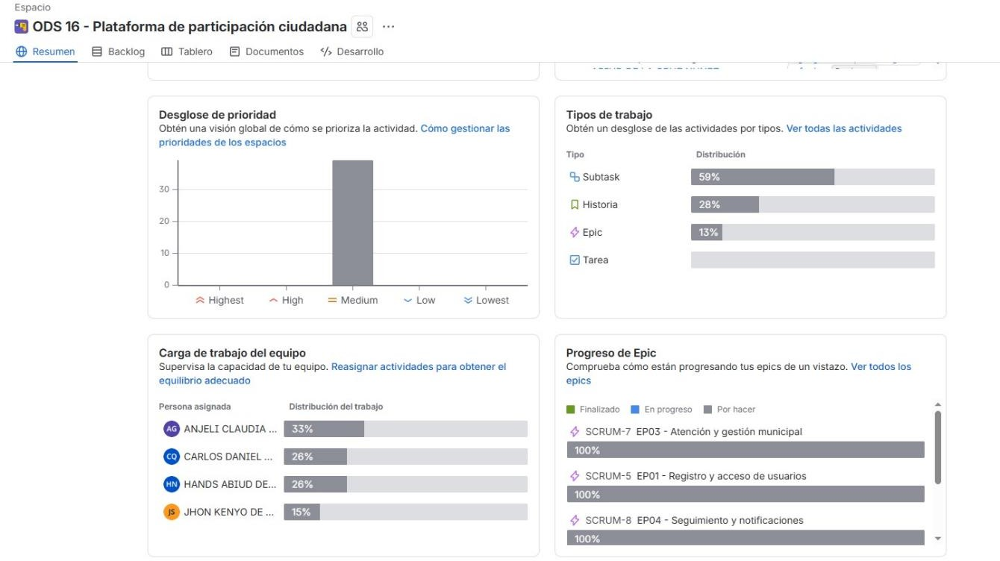 Espacio
ODS 16 - Plataforma de participación ciudadana
Resumen
Backlog
Tablero
Documentos
Desarrollo
Desglose de prioridad
Obtén una visión global de cómo se prioriza la actividad. Cómo gestionar las
prioridades de los espacios
30
20
10
0
Highest
High
Medium
Low
Lowest
Tipos de trabajo
Obtén un desglose de las actividades por tipos. Ver todas las actividades
Tipo Distribución
Subtask 59%
Historia 28%
Epic 13%
Tarea
Carga de trabajo del equipo
Supervisa la capacidad de tu equipo. Reasignar actividades para obtener el
equilibrio adecuado
Persona asignada Distribución del trabajo
AG ANJELI CLAUDIA ... 33%
CQ CARLOS DANIEL ... 26%
HN HANDS ABIUD DE... 26%
JS JHON KENYO DE ... 15%
Progreso de Epic
Comprueba cómo están progresando tus epics de un vistazo. Ver todos los
epics
Finalizado En progreso Por hacer
SCRUM-7 EP03 - Atención y gestión municipal
100%
SCRUM-5 EP01 - Registro y acceso de usuarios
100%
SCRUM-8 EP04 - Seguimiento y notificaciones
100%